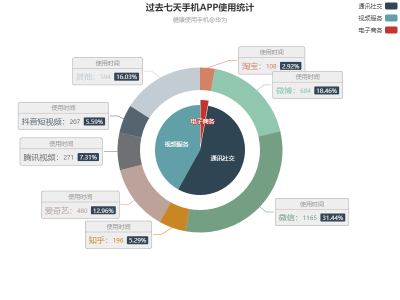 过去七天手机APP使用统计
健康使用手机@华为
通讯社交
视频服务
电子商务
使用时间
淘宝：108 2.92%
使用时间
微博：684 18.46%
使用时间
其他：594 16.03%
使用时间
抖音短视频：207 5.59%
使用时间
腾讯视频：271 7.31%
使用时间
爱奇艺：480 12.96%
使用时间
知乎：196 5.29%
使用时间
微信：1165 31.44%
电子商务
视频服务
通讯社交